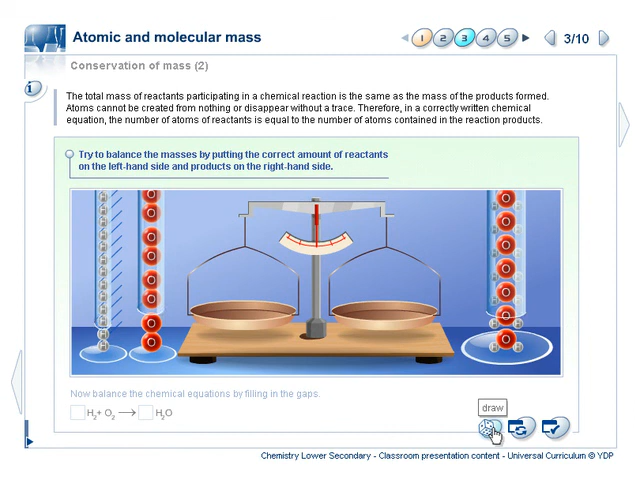 Atomic and molecular mass
1 2 3 4 5
3/10
Conservation of mass (2)
i
The total mass of reactants participating in a chemical reaction is the same as the mass of the products formed.
Atoms cannot be created from nothing or disappear without a trace. Therefore, in a correctly written chemical
equation, the number of atoms of reactants is equal to the number of atoms contained in the reaction products.
Try to balance the masses by putting the correct amount of reactants
on the left-hand side and products on the right-hand side.
Now balance the chemical equations by filling in the gaps.
H₂+ O₂ → H₂O
draw
Chemistry Lower Secondary - Classroom presentation content - Universal Curriculum © YDP